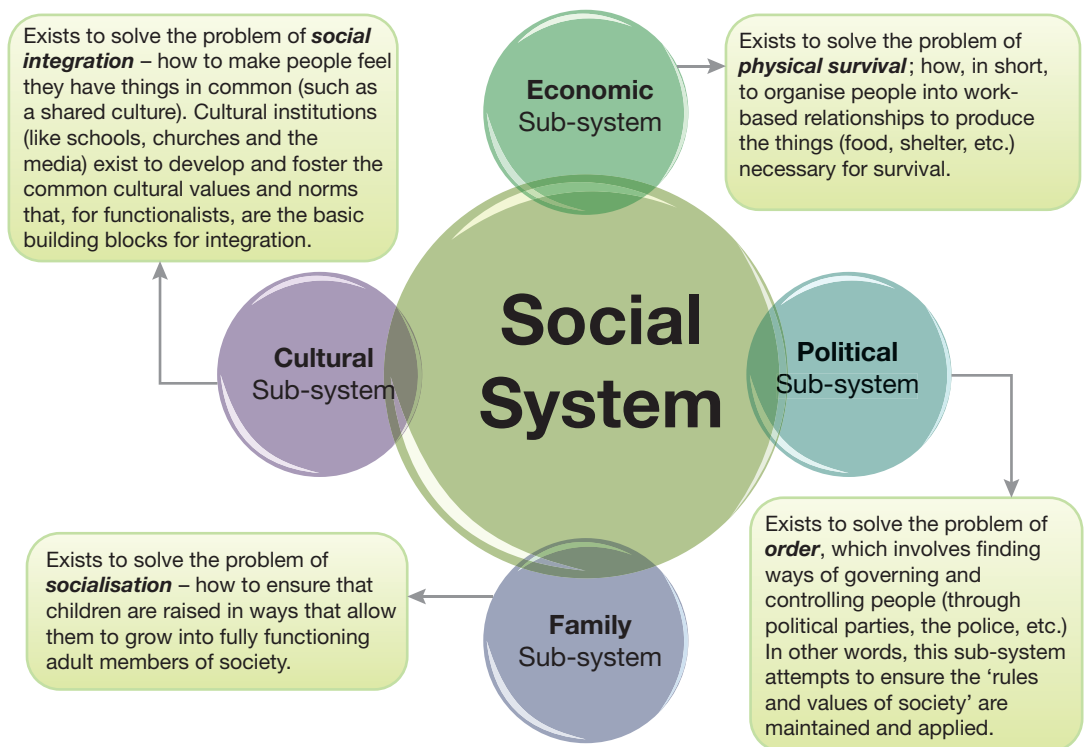 Exists to solve the problem of social
integration – how to make people feel
they have things in common (such as
a shared culture). Cultural institutions
(like schools, churches and the
media) exist to develop and foster the
common cultural values and norms
that, for functionalists, are the basic
building blocks for integration.
Economic
Sub-system
Exists to solve the problem of
physical survival; how, in short,
to organise people into work-
based relationships to produce
the things (food, shelter, etc.)
necessary for survival.
Cultural
Sub-system
Social
System
Political
Sub-system
Exists to solve the problem of
socialisation – how to ensure that
children are raised in ways that allow
them to grow into fully functioning
adult members of society.
Family
Sub-system
Exists to solve the problem of
order, which involves finding
ways of governing and
controlling people (through
political parties, the police, etc.)
In other words, this sub-system
attempts to ensure the ‘rules
and values of society’ are
maintained and applied.